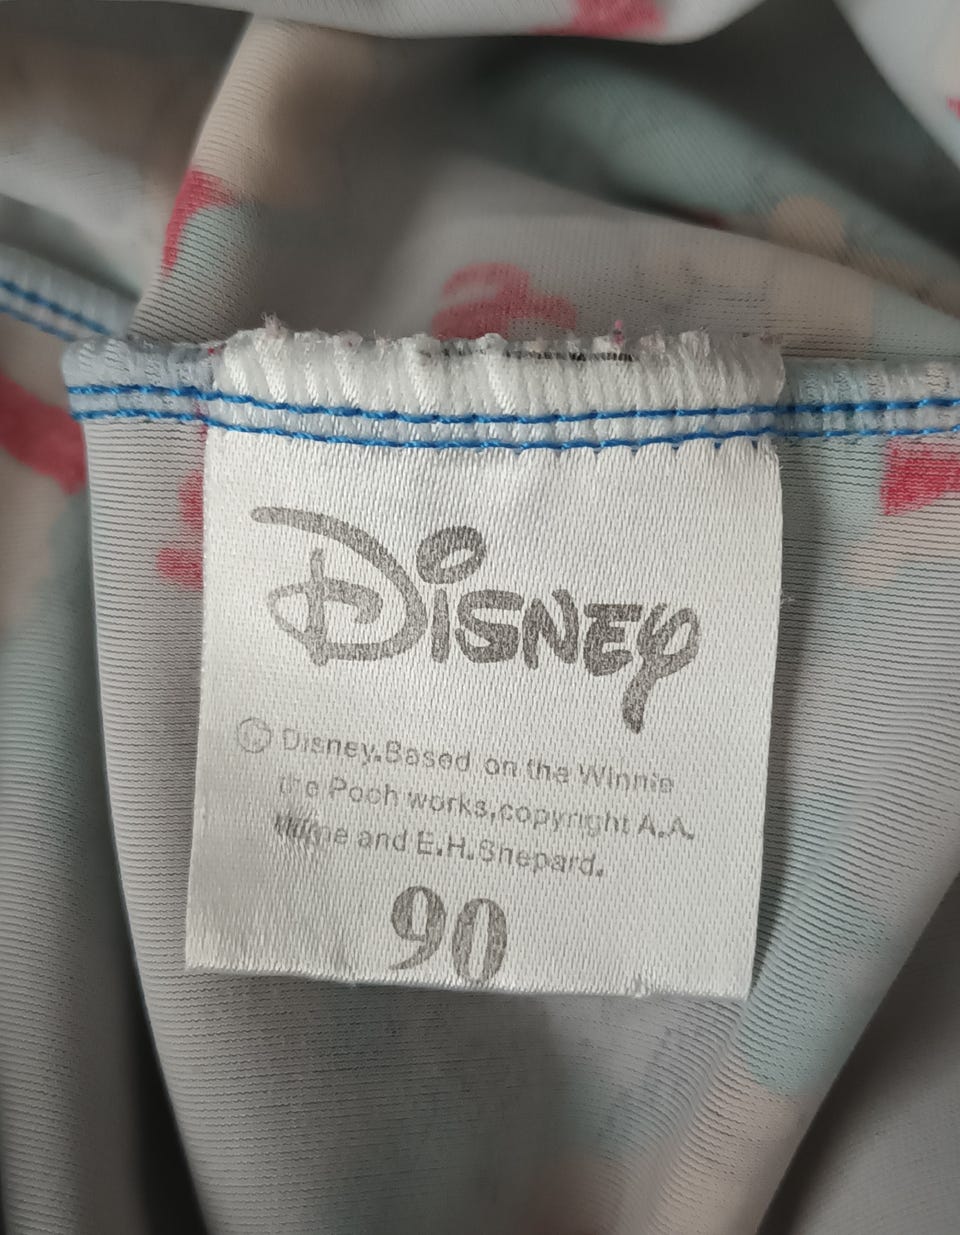 Disney
© Disney.Based on the Winnie
the Pooh works,copyright A.A.
Milne and E.H.Shepard.
90